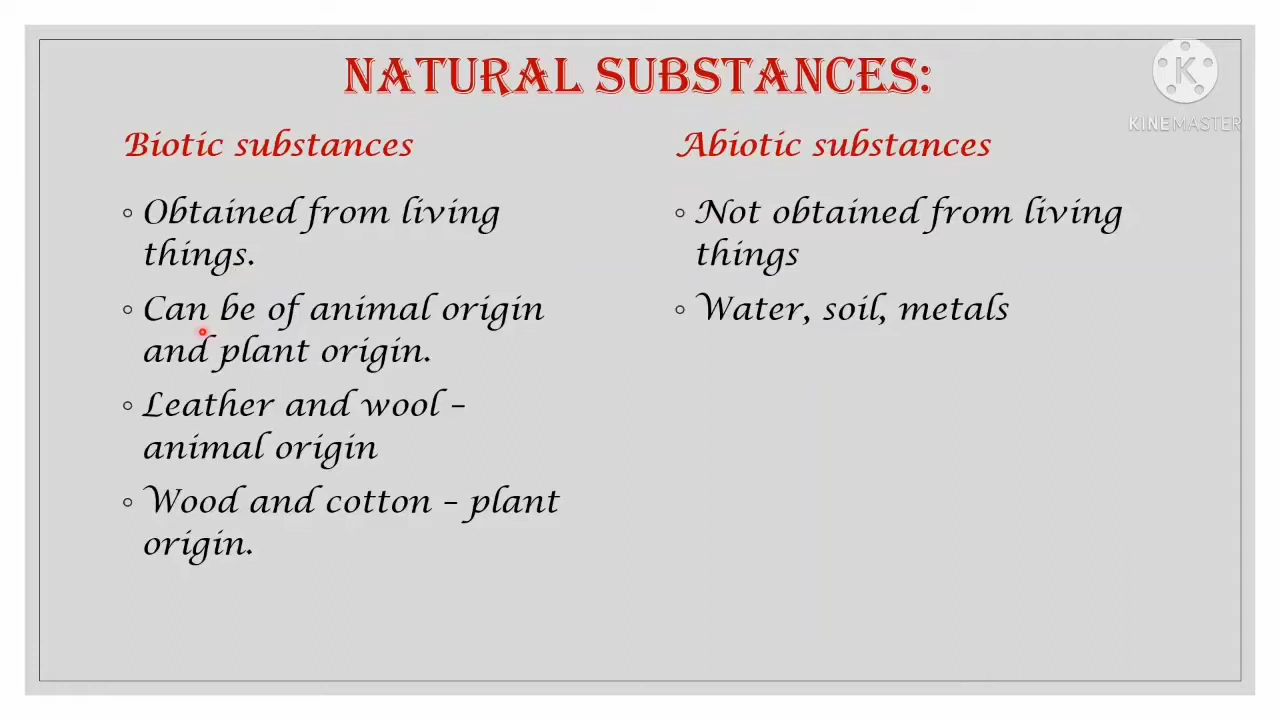 NATURAL SUBSTANCES:
KINEMASTER
Biotic substances
◦ Obtained from living
things.
◦ Can be of animal origin
and plant origin.
◦ Leather and wool –
animal origin
◦ Wood and cotton – plant
origin.
Abiotic substances
◦ Not obtained from living
things
◦ Water, soil, metals